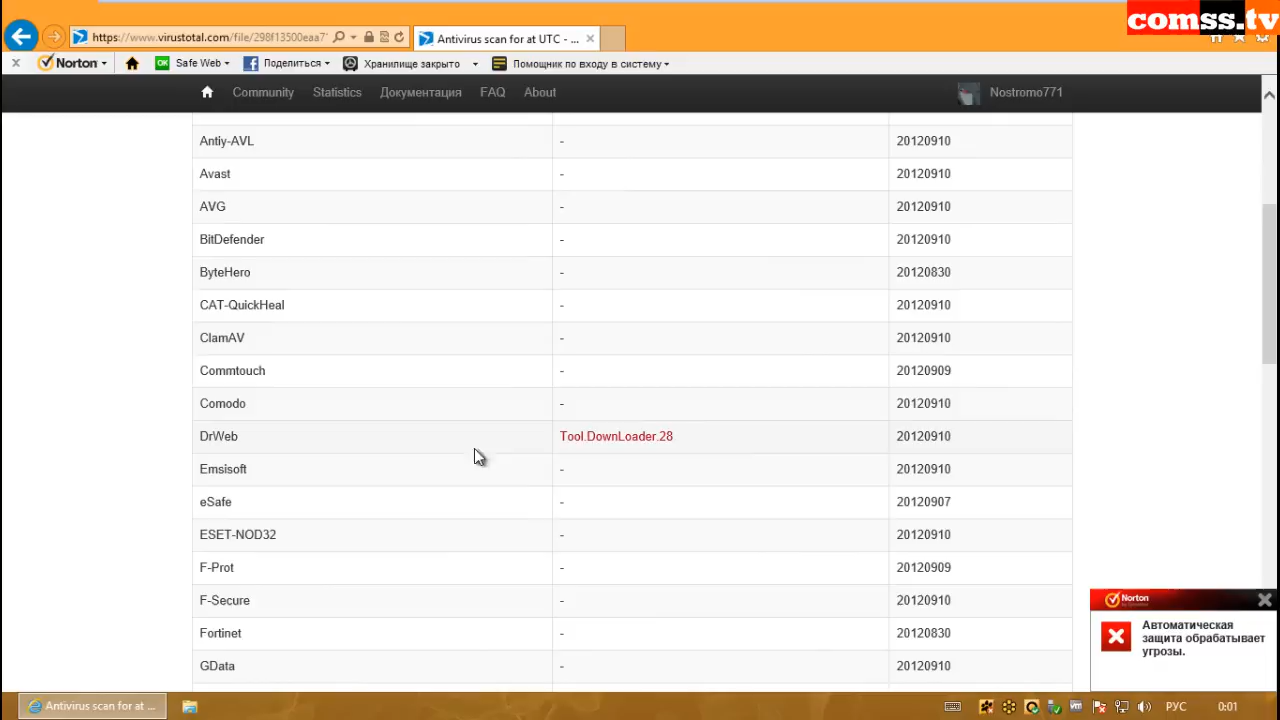 comss.tv
https://www.virustotal.com/file/298f13500eaa7
Antivirus scan for at UTC - ...
Norton
OK Safe Web
Поделиться
Хранилище закрыто
Помощник по входу в систему
Community Statistics Документация FAQ About Nostromo771
Antiy-AVL - 20120910
Avast - 20120910
AVG - 20120910
BitDefender - 20120910
ByteHero - 20120830
CAT-QuickHeal - 20120910
ClamAV - 20120910
Commtouch - 20120909
Comodo - 20120910
DrWeb Tool.DownLoader.28 20120910
Emsisoft - 20120910
eSafe - 20120907
ESET-NOD32 - 20120910
F-Prot - 20120909
F-Secure - 20120910
Fortinet - 20120830
GData - 20120910
Norton
Автоматическая
защита обрабатывает
угрозы.
Antivirus scan for at ...
РУС
0:01